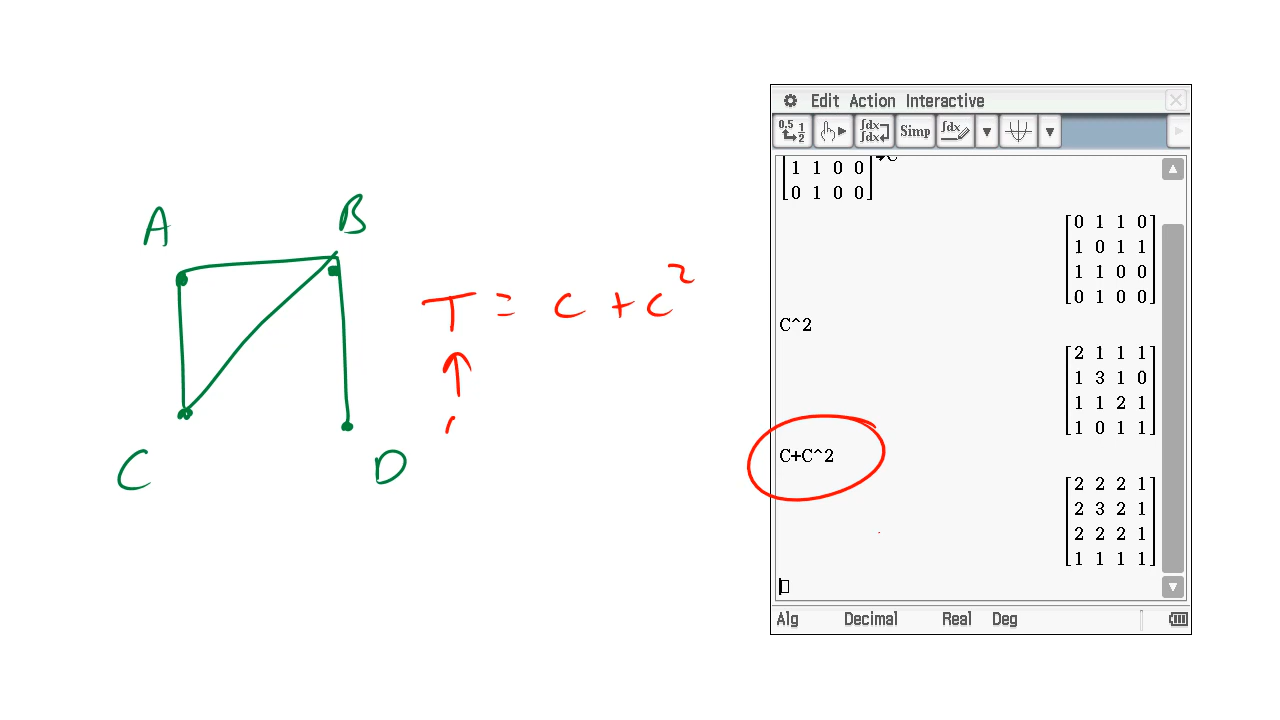 A
B
C
D
T = C + C²
Edit Action Interactive
0.5 1 2 ∫dx ∫dx Simp ∫dx
1 1 0 0 →C
0 1 0 0
0 1 1 0
1 0 1 1
1 1 0 0
0 1 0 0
C^2
2 1 1 1
1 3 1 0
1 1 2 1
1 0 1 1
C+C^2
2 2 2 1
2 3 2 1
2 2 2 1
1 1 1 1
Alg Decimal Real Deg